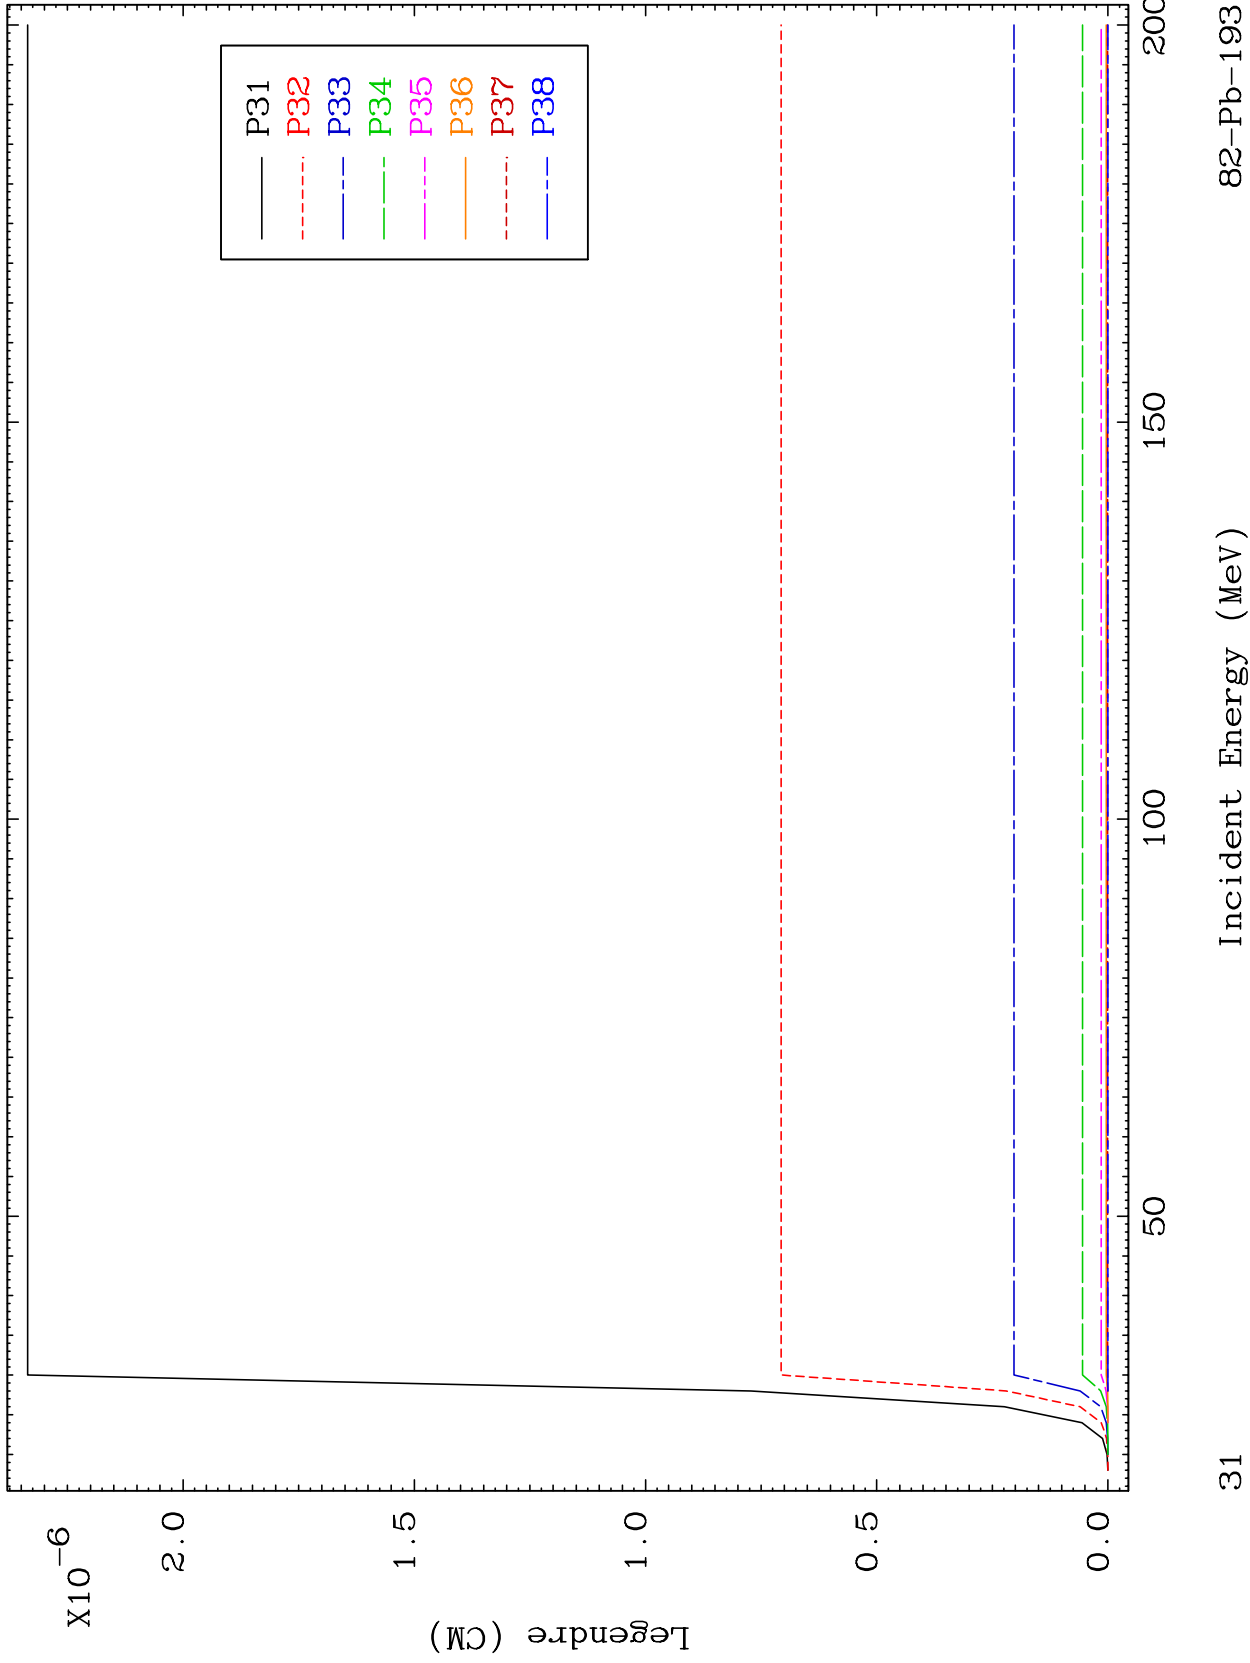 X10-6
2.0
1.5
1.0
0.5
0.0
Legendre (CM)
P31
P32
P33
P34
P35
P36
P37
P38
50
100
150
200
Incident Energy (MeV)
31
82-Pb-193